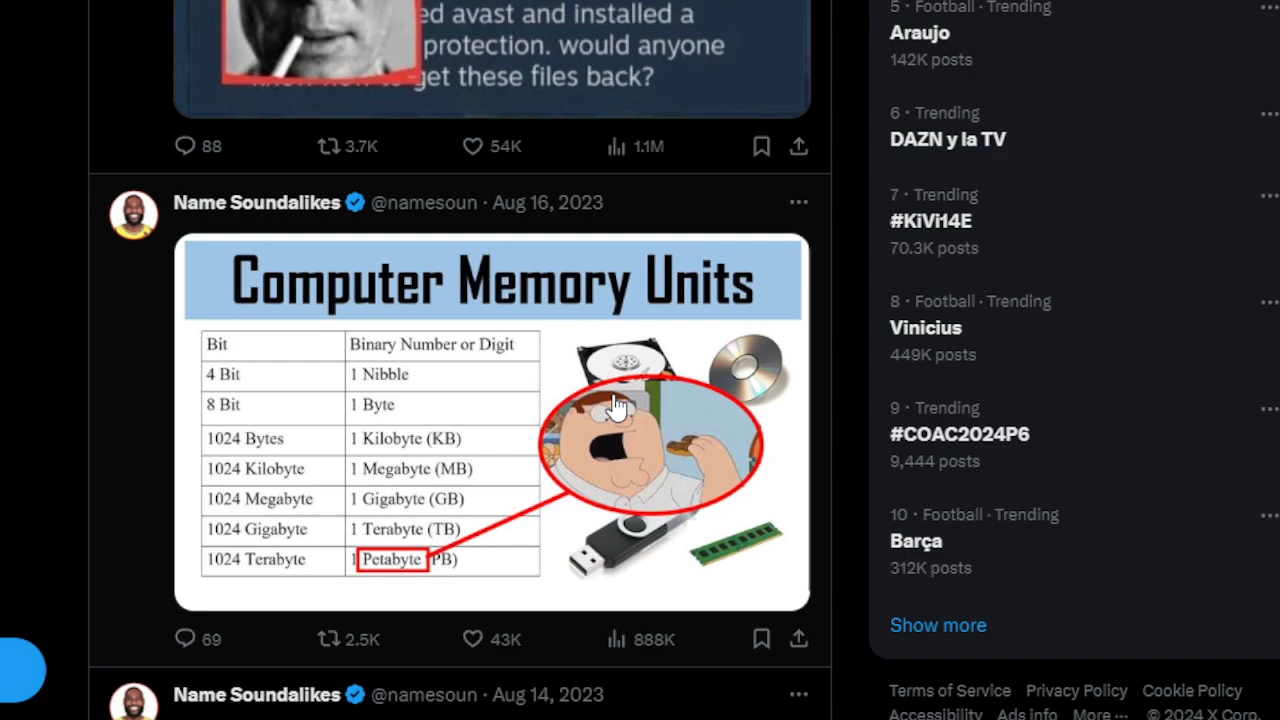 ed avast and installed a
protection. would anyone
get these files back?
88 3.7K 54K 1.1M
Name Soundalikes @namesoun · Aug 16, 2023
Computer Memory Units
Bit Binary Number or Digit
4 Bit 1 Nibble
8 Bit 1 Byte
1024 Bytes 1 Kilobyte (KB)
1024 Kilobyte 1 Megabyte (MB)
1024 Megabyte 1 Gigabyte (GB)
1024 Gigabyte 1 Terabyte (TB)
1024 Terabyte 1 Petabyte (PB)
69 2.5K 43K 888K
Name Soundalikes @namesoun · Aug 14, 2023
5 · Football · Trending
Araujo
142K posts
6 · Trending
DAZN y la TV
7 · Trending
#KiVi14E
70.3K posts
8 · Football · Trending
Vinicius
449K posts
9 · Trending
#COAC2024P6
9,444 posts
10 · Football · Trending
Barça
312K posts
Show more
Terms of Service Privacy Policy Cookie Policy
Accessibility Ads info More ··· © 2024 X Corp.